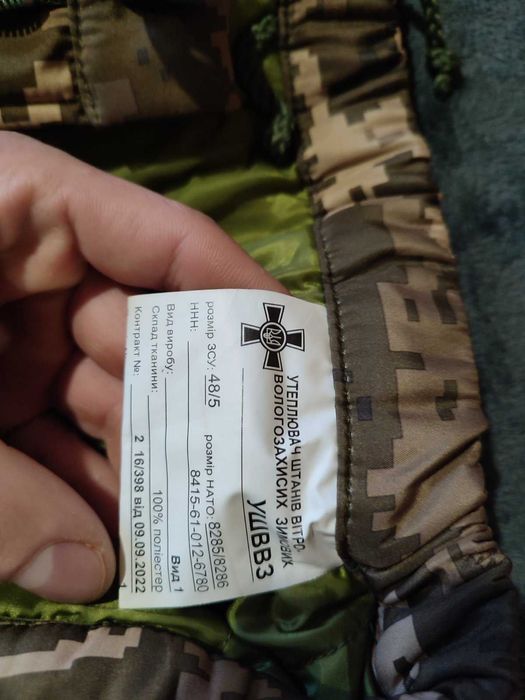 УТЕПЛЮВАЧ ШТАНІВ ВІТРО-
ВОЛОГОЗАХИСИХ ЗИМОВИХ
УШВВЗ
розмір ЗСУ: 48/5 розмір НАТО: 8285/8286
ННН: 8415-61-012-6780
Вид виробу: Вид 1
Склад тканини: 100% поліестер
Контракт №: 2 16/398 від 09.09.2022